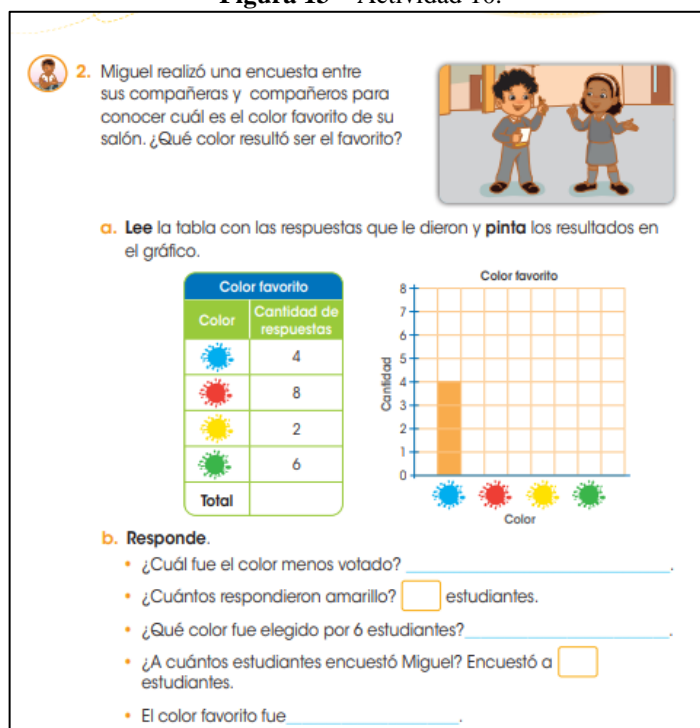 Figura 15 – Actividad 16.
2. Miguel realizó una encuesta entre
sus compañeras y compañeros para
conocer cuál es el color favorito de su
salón. ¿Qué color resultó ser el favorito?
a. Lee la tabla con las respuestas que le dieron y pinta los resultados en
el gráfico.
Color favorito
Color
Cantidad de
respuestas
4
8
2
6
Total
Color favorito
Cantidad
8
7
6
5
4
3
2
1
0
Color
b. Responde.
• ¿Cuál fue el color menos votado? ____________.
• ¿Cuántos respondieron amarillo? estudiantes.
• ¿Qué color fue elegido por 6 estudiantes?____________.
• ¿A cuántos estudiantes encuestó Miguel? Encuestó a
estudiantes.
• El color favorito fue____________.